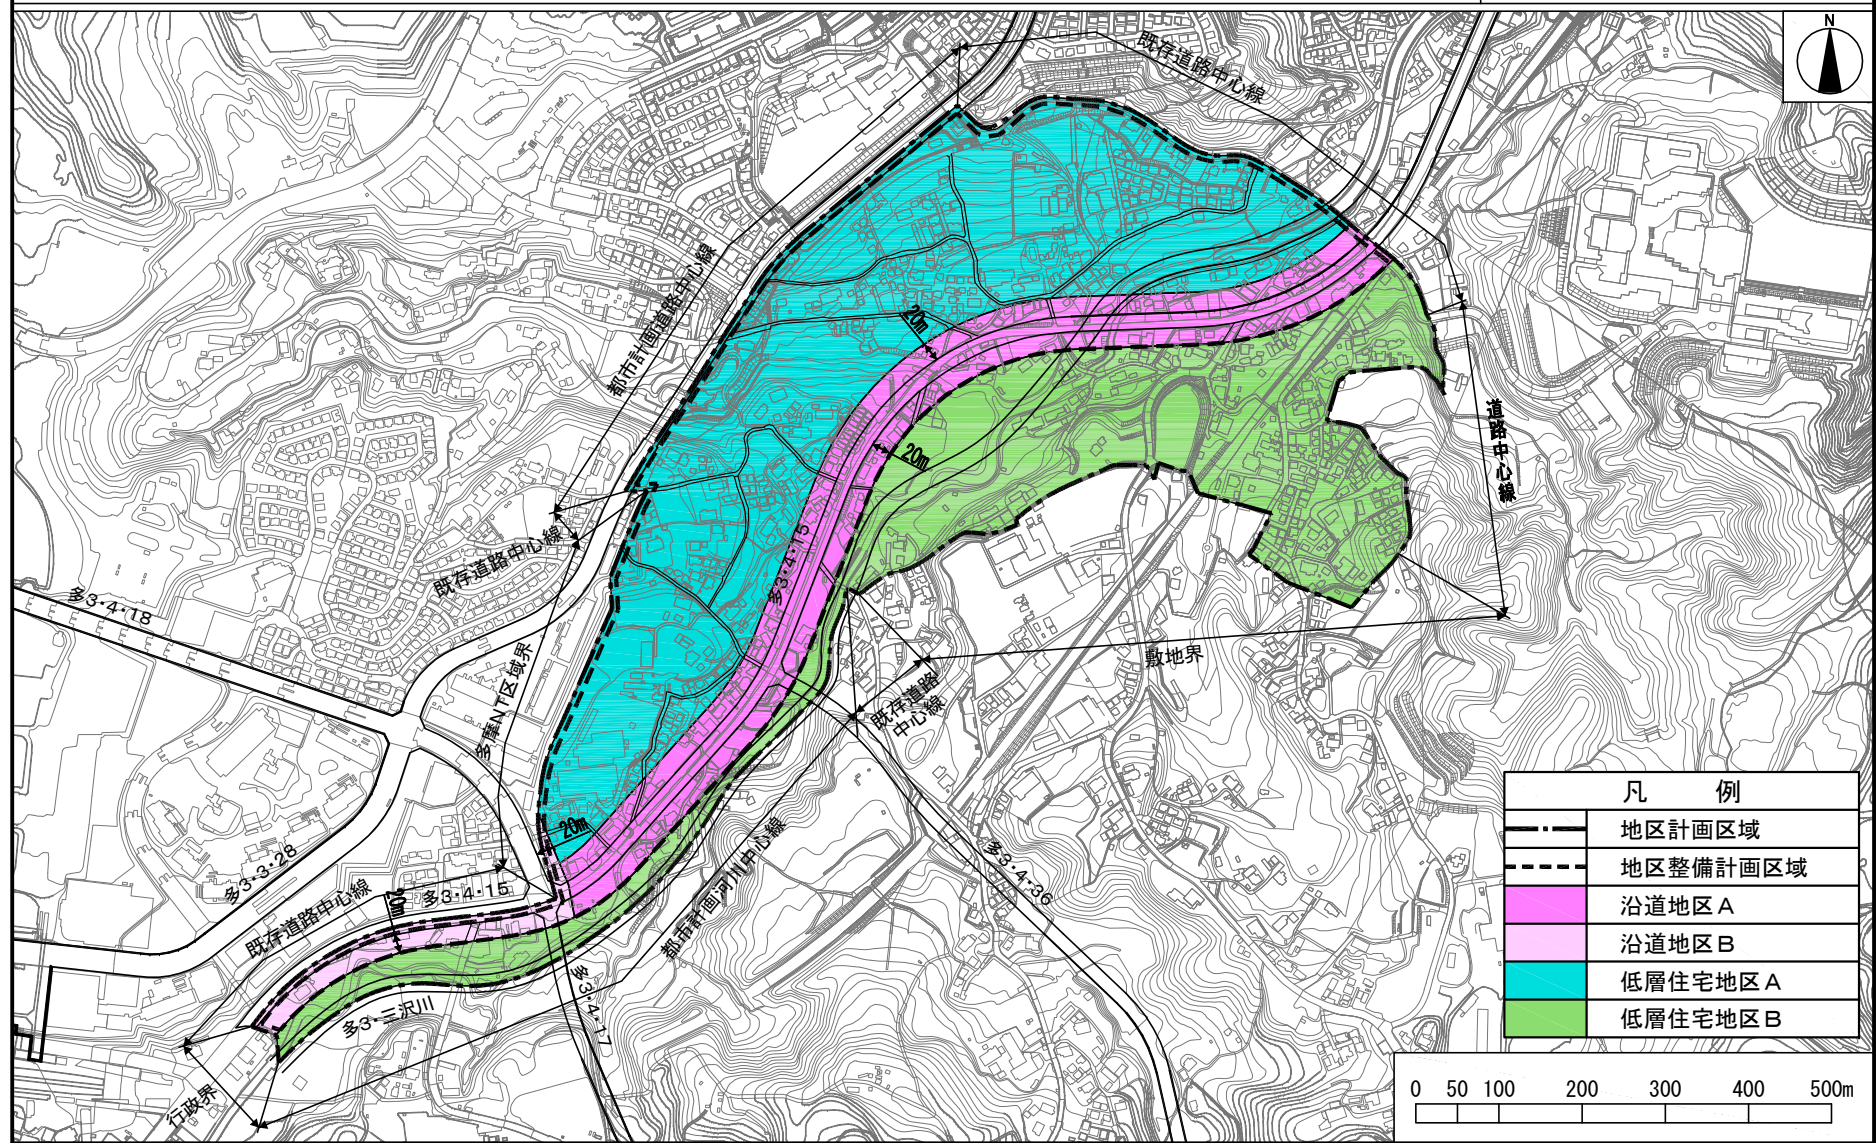 N
既存道路中心線
都市計画道路中心線
20m
20m
道路中心線
既存道路中心線
多3・4・15
多3・4・18
多摩NT区域界
敷地界
既存道路
中心線
20m
多3・3・28
既存道路中心線
20m
多3・4・15
都市計画河川中心線
多3・4・36
多3・三沢川
多3・4・17
行政界
凡 例
地区計画区域
地区整備計画区域
沿道地区A
沿道地区B
低層住宅地区A
低層住宅地区B
0 50 100 200 300 400 500m